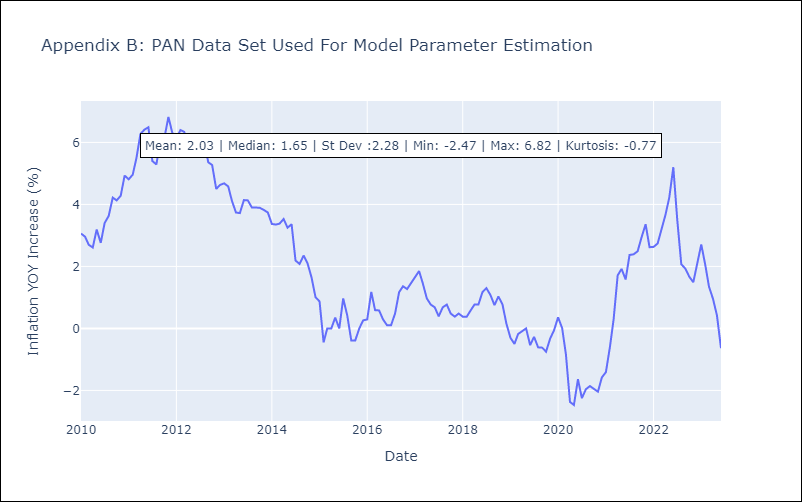 Appendix B: PAN Data Set Used For Model Parameter Estimation
Mean: 2.03 | Median: 1.65 | St Dev :2.28 | Min: -2.47 | Max: 6.82 | Kurtosis: -0.77
Inflation YOY Increase (%)
6
4
2
0
−2
2010 2012 2014 2016 2018 2020 2022
Date